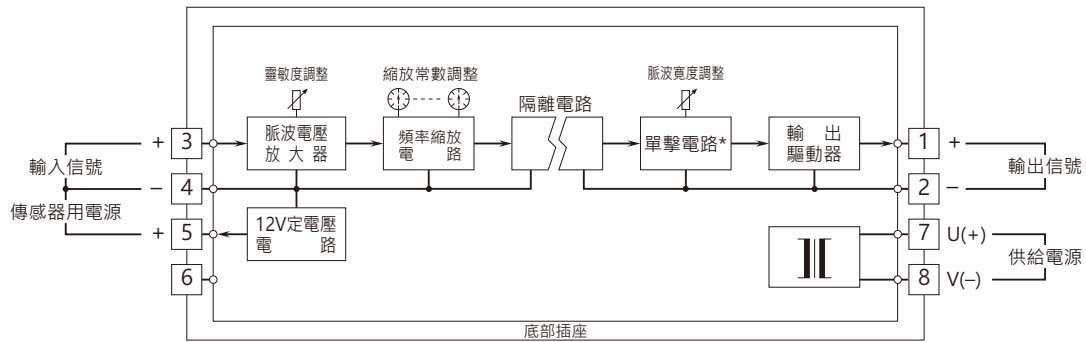 靈敏度調整
縮放常數調整
脈波寬度調整
隔離電路
脈波電壓
放大器
頻率縮放
電路
單擊電路*
輸出
驅動器
+ 3
1 +
輸入信號
輸出信號
– 4
2 –
傳感器用電源
+ 5
12V定電壓
電路
7 U(+)
供給電源
6
8 V(–)
底部插座